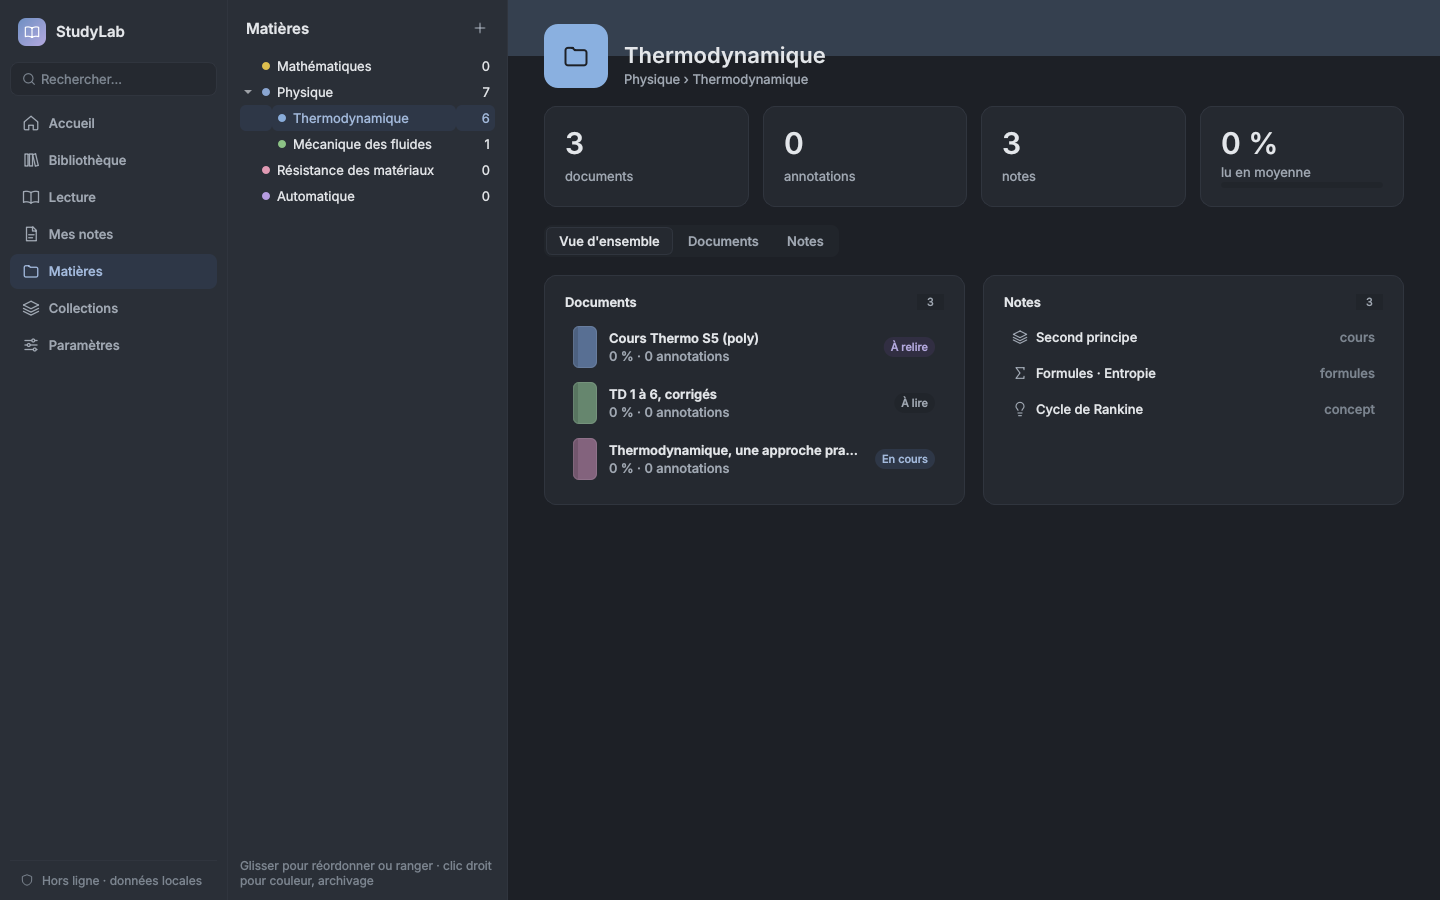 StudyLab
Rechercher...
Accueil
Bibliothèque
Lecture
Mes notes
Matières
Collections
Paramètres
Hors ligne · données locales
Matières
Mathématiques 0
Physique 7
Thermodynamique 6
Mécanique des fluides 1
Résistance des matériaux 0
Automatique 0
Glisser pour réordonner ou ranger · clic droit
pour couleur, archivage
Thermodynamique
Physique › Thermodynamique
3
documents
0
annotations
3
notes
0 %
lu en moyenne
Vue d'ensemble Documents Notes
Documents 3
Cours Thermo S5 (poly)
0 % · 0 annotations
À relire
TD 1 à 6, corrigés
0 % · 0 annotations
À lire
Thermodynamique, une approche pra...
0 % · 0 annotations
En cours
Notes 3
Second principe cours
Formules · Entropie formules
Cycle de Rankine concept